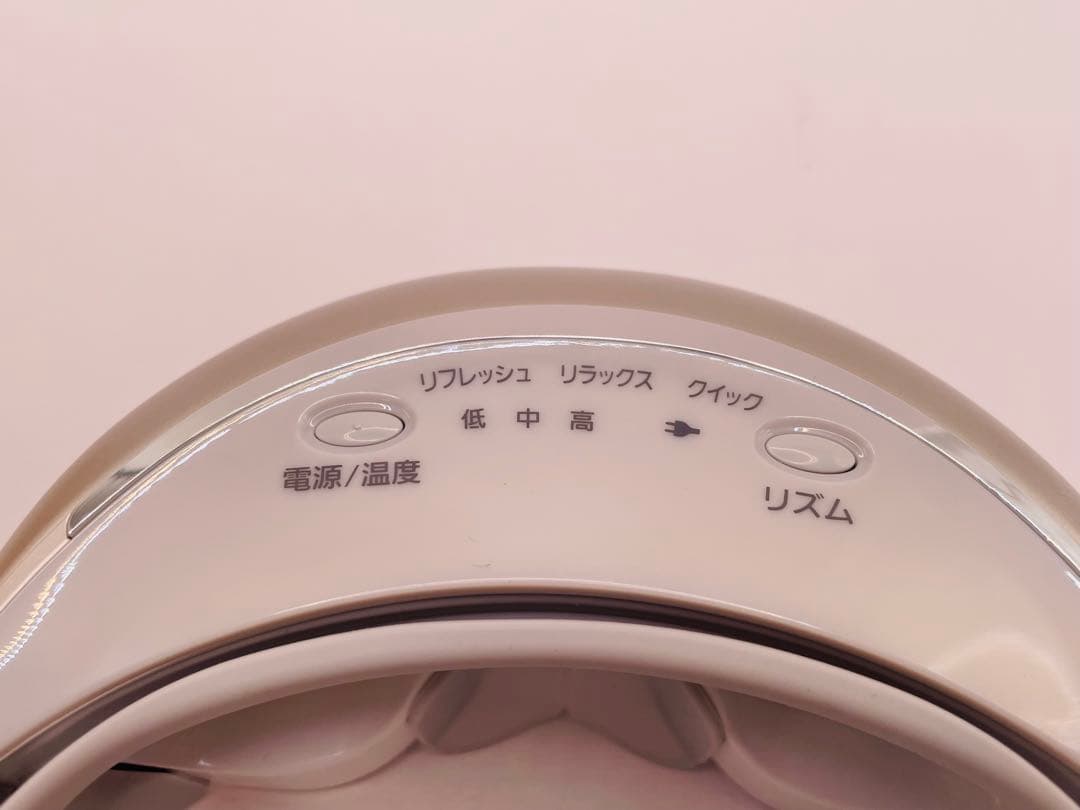 リフレッシュ リラックス クイック
低 中 高
電源/温度
リズム